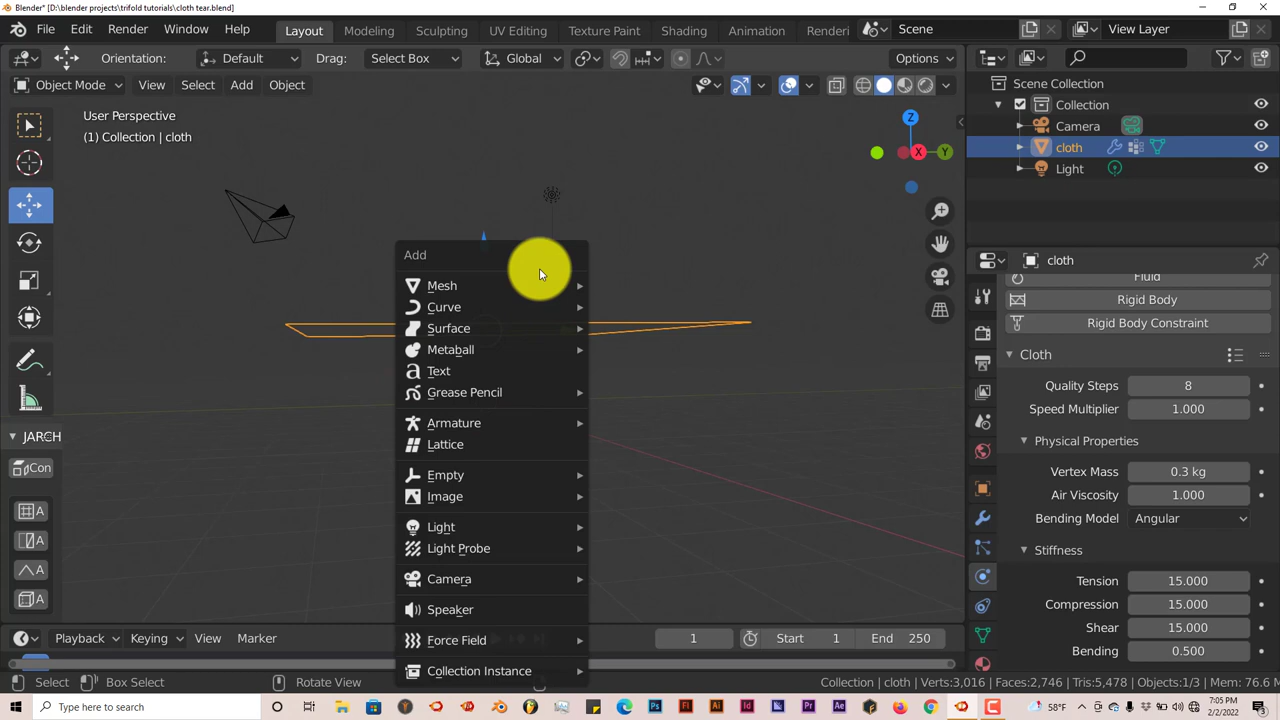 Blender* [D:\blender projects\trifold tutorials\cloth tear.blend]
File Edit Render Window Help Layout Modeling Sculpting UV Editing Texture Paint Shading Animation Renderi Scene View Layer
Orientation: Default Drag: Select Box Global Options
Object Mode View Select Add Object
User Perspective
(1) Collection | cloth
Z
X Y
Scene Collection
Collection
Camera
cloth
Light
Add
Mesh
Curve
Surface
Metaball
Text
Grease Pencil
Armature
Lattice
Empty
Image
Light
Light Probe
Camera
Speaker
Force Field
Collection Instance
JARCH
Con
A
A
A
A
cloth
Fluid
Rigid Body
Rigid Body Constraint
Cloth
Quality Steps 8
Speed Multiplier 1.000
Physical Properties
Vertex Mass 0.3 kg
Air Viscosity 1.000
Bending Model Angular
Stiffness
Tension 15.000
Compression 15.000
Shear 15.000
Bending 0.500
Playback Keying View Marker 1 Start 1 End 250
Select Box Select Rotate View Collection | cloth | Verts:3,016 | Faces:2,746 | Tris:5,478 | Objects:1/3 | Mem: 76.6 M
Type here to search 58°F 7:05 PM
2/2/2022